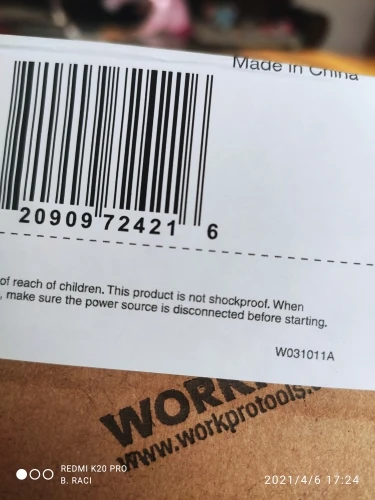 Made in China
20909 72421 6
of reach of children. This product is not shockproof. When
, make sure the power source is disconnected before starting.
W031011A
www.workprotools.
REDMI K20 PRO
B. RACI
2021/4/6 17:24